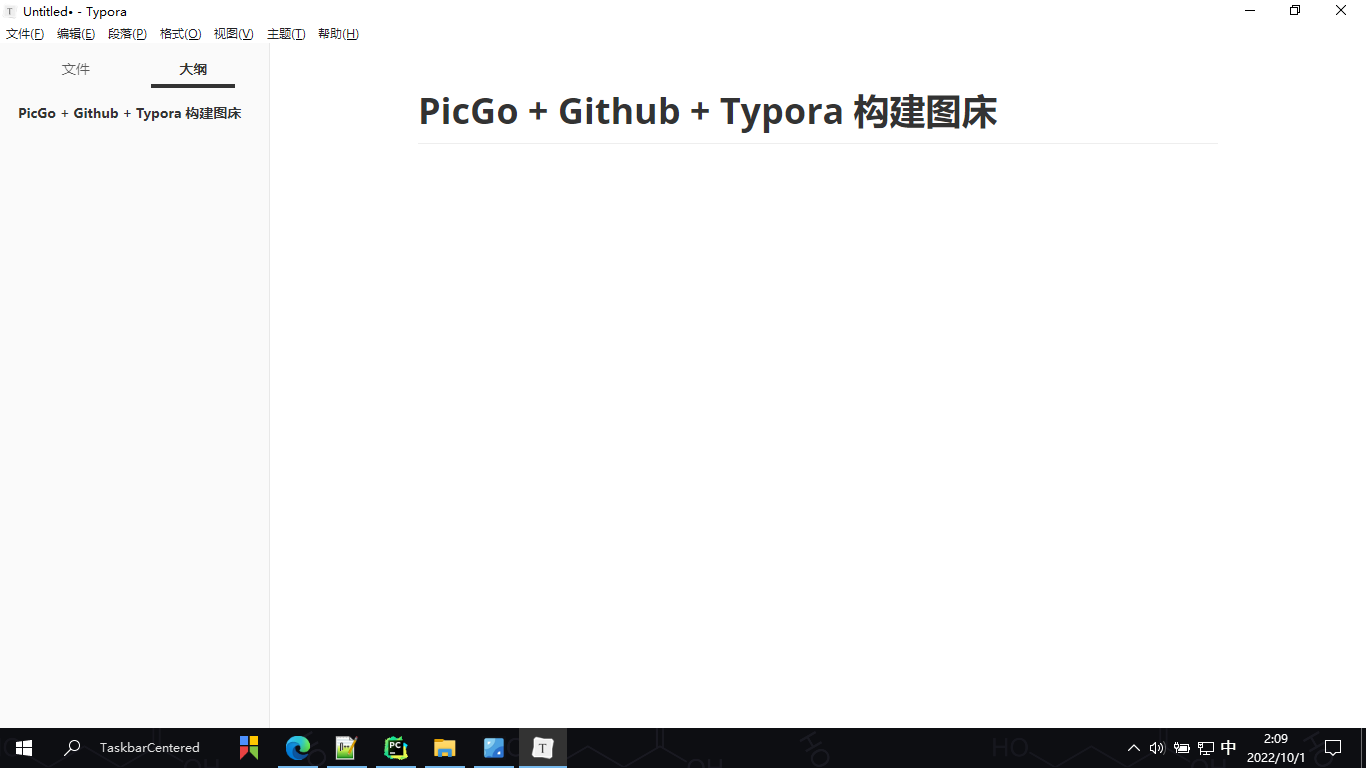 Untitled• - Typora
文件(F) 编辑(E) 段落(P) 格式(O) 视图(V) 主题(T) 帮助(H)
文件 大纲
PicGo + Github + Typora 构建图床
PicGo + Github + Typora 构建图床
TaskbarCentered
中
2:09
2022/10/1